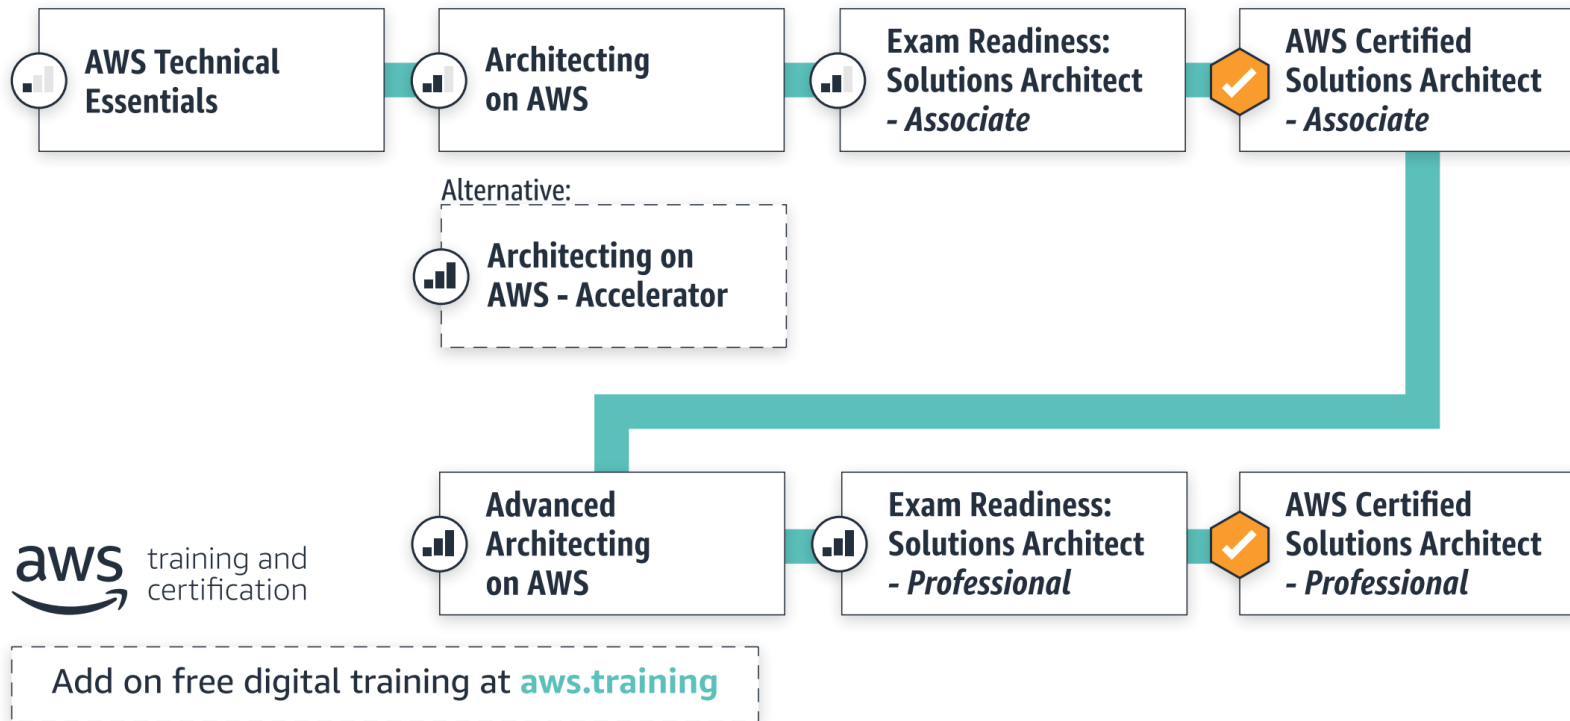 AWS Technical
Essentials
Architecting
on AWS
Exam Readiness:
Solutions Architect
- Associate
AWS Certified
Solutions Architect
- Associate
Alternative:
Architecting on
AWS - Accelerator
Advanced
Architecting
on AWS
Exam Readiness:
Solutions Architect
- Professional
AWS Certified
Solutions Architect
- Professional
aws
training and
certification
Add on free digital training at aws.training